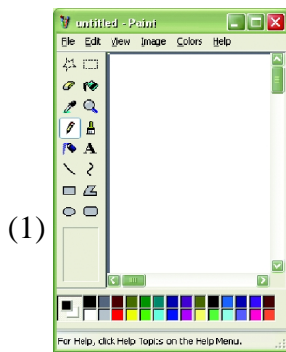 untitled - Paint
File Edit View Image Colors Help
A
(1)
For Help, click Help Topics on the Help Menu.